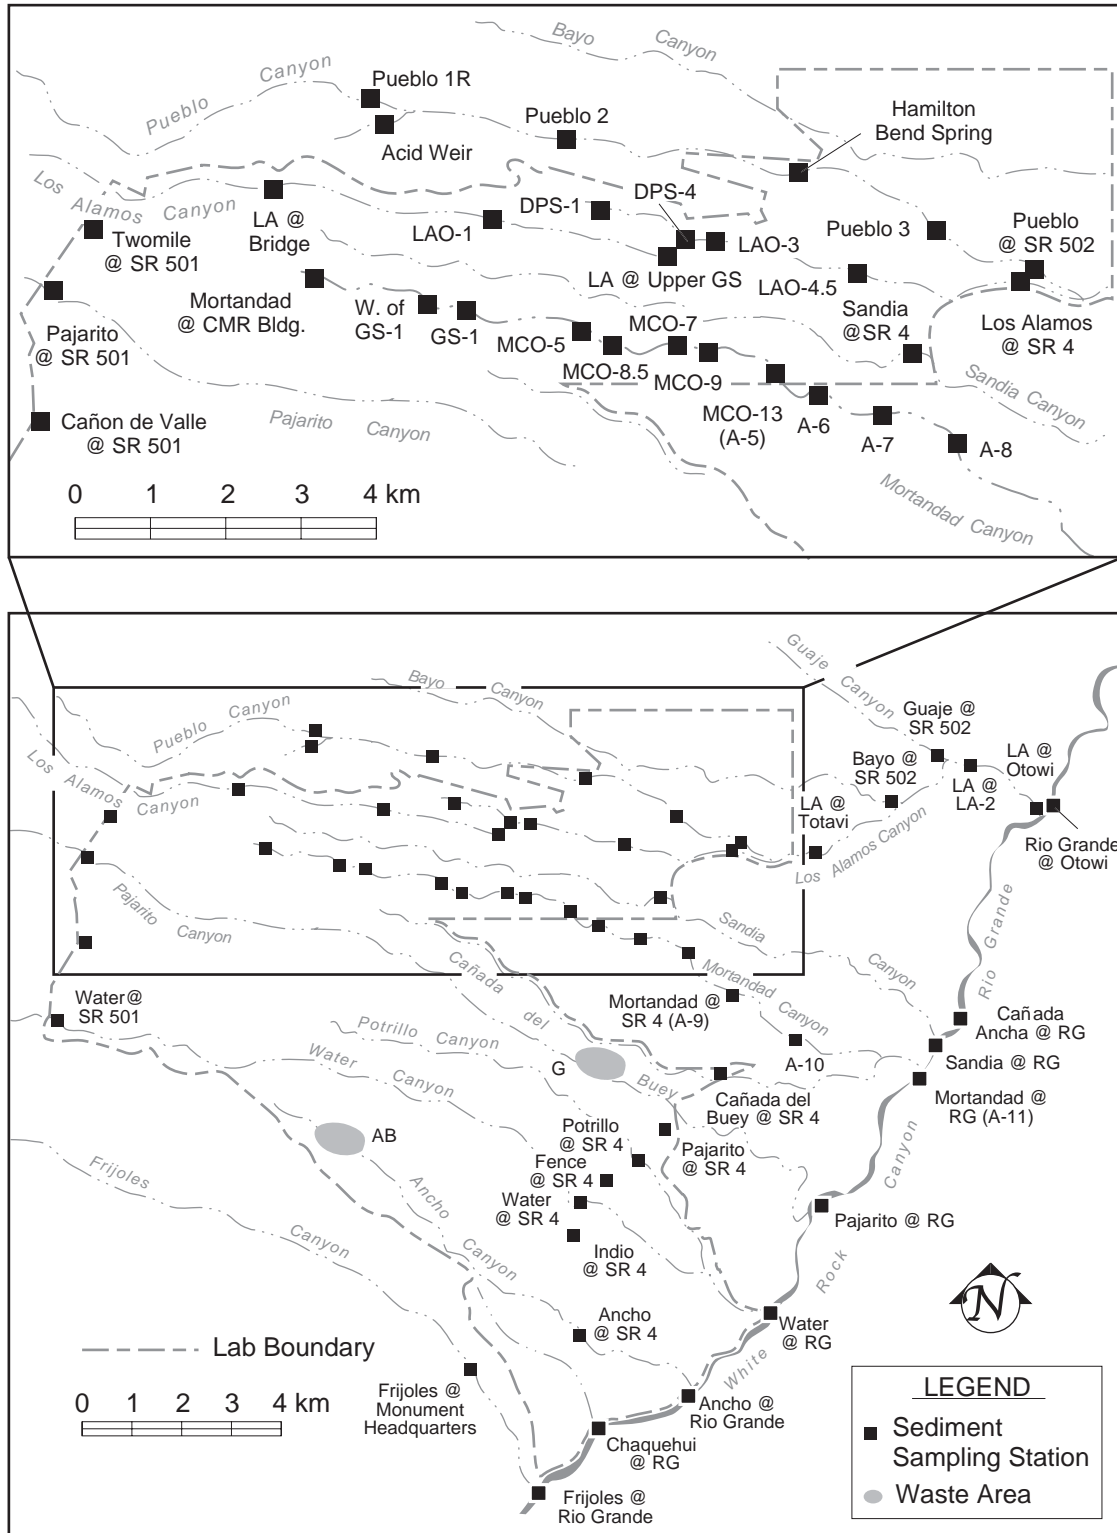 Bayo
Canyon
Pueblo Canyon
Pueblo 1R
Acid Weir
Pueblo 2
Hamilton
Bend Spring
Los Alamos Canyon
Twomile
@ SR 501
LA @
Bridge
LAO-1
DPS-1
DPS-4
LAO-3
Pueblo 3
Pueblo
@ SR 502
LA @ Upper GS
LAO-4.5
Mortandad
@ CMR Bldg.
W. of
GS-1
GS-1
MCO-5
MCO-7
Sandia
@SR 4
Los Alamos
@ SR 4
Pajarito
@ SR 501
MCO-8.5
MCO-9
MCO-13
(A-5)
A-6
A-7
A-8
Sandia Canyon
Cañon de Valle
@ SR 501
Pajarito Canyon
Mortandad Canyon
0 1 2 3 4 km
Guaje Canyon
Bayo Canyon
Pueblo Canyon
Los Alamos Canyon
Guaje @
SR 502
Bayo @
SR 502
LA @
Otowi
LA @
LA-2
LA @
Totavi
Rio Grande
@ Otowi
Los Alamos Canyon
Rio Grande
Pajarito Canyon
Sandia Canyon
Cañada del Buey
Mortandad Canyon
Water@
SR 501
Mortandad @
SR 4 (A-9)
Cañada
Ancha @ RG
Sandia @ RG
A-10
Mortandad @
RG (A-11)
Potrillo Canyon
Water Canyon
G
Cañada del
Buey @ SR 4
AB
Potrillo
@ SR 4
Pajarito
@ SR 4
Fence
@ SR 4
Water
@ SR 4
Indio
@ SR 4
Pajarito @ RG
Frijoles Canyon
Ancho Canyon
White Rock Canyon
Ancho
@ SR 4
Water
@ RG
N
Lab Boundary
0 1 2 3 4 km
Frijoles @
Monument
Headquarters
Ancho @
Rio Grande
Chaquehui
@ RG
Frijoles @
Rio Grande
LEGEND
Sediment
Sampling Station
Waste Area